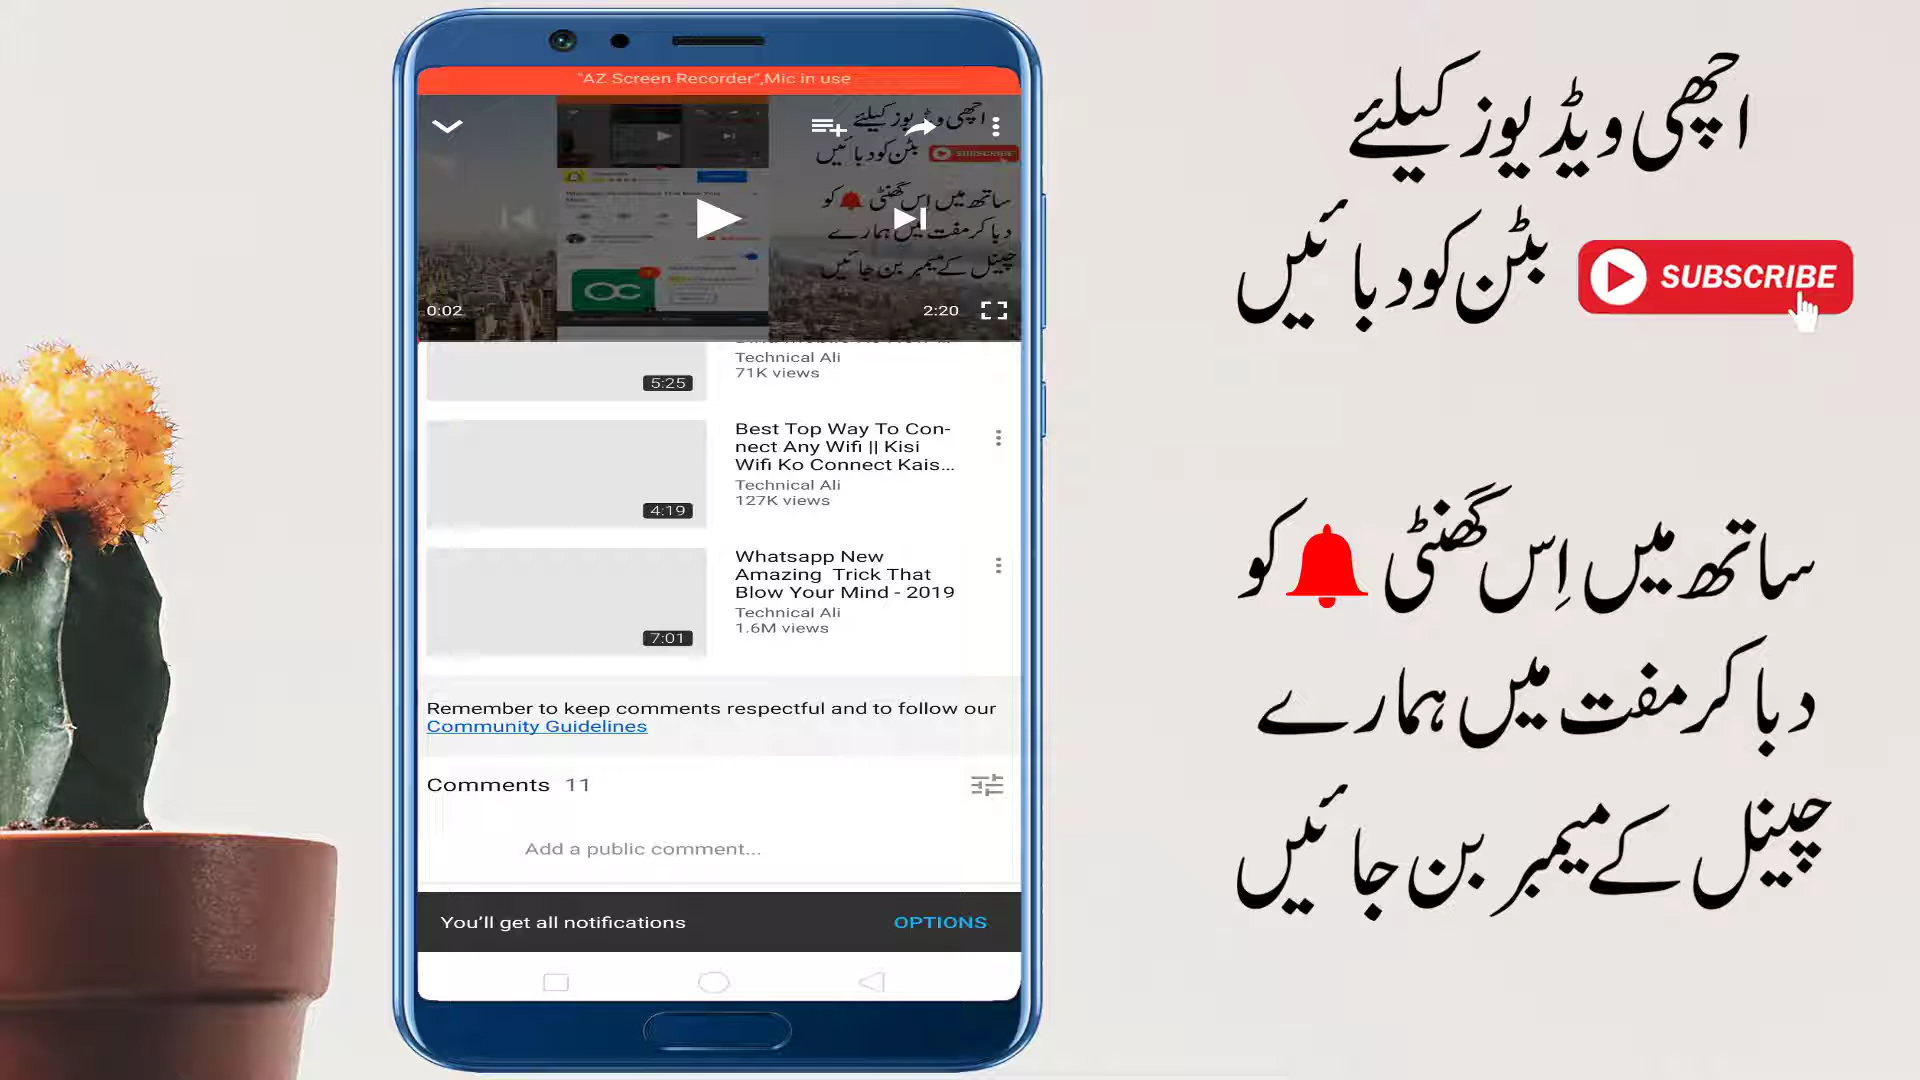 "AZ Screen Recorder",Mic in use
اچھی ویڈیوز کیلئے
بٹن کو دبائیں SUBSCRIBE
ساتھ میں اِس گھنٹی کو
دبا کر مفت میں ہمارے
چینل کے میمبر بن جائیں
0:02
2:20
Technical Ali
71K views
5:25
Best Top Way To Con-
nect Any Wifi || Kisi
Wifi Ko Connect Kais...
Technical Ali
127K views
4:19
Whatsapp New
Amazing Trick That
Blow Your Mind - 2019
Technical Ali
1.6M views
7:01
Remember to keep comments respectful and to follow our
Community Guidelines
Comments 11
Add a public comment...
You'll get all notifications
OPTIONS
اچھی ویڈیوز کیلئے
بٹن کو دبائیں SUBSCRIBE
ساتھ میں اِس گھنٹی کو
دبا کر مفت میں ہمارے
چینل کے میمبر بن جائیں